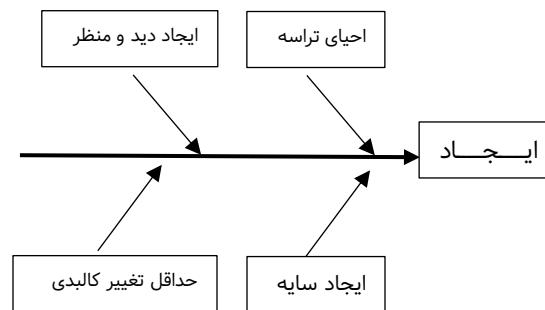 احیای تراسه
ایجاد دید و منظر
ایـــجـــاد
ایجاد سایه
حداقل تغییر کالبدی